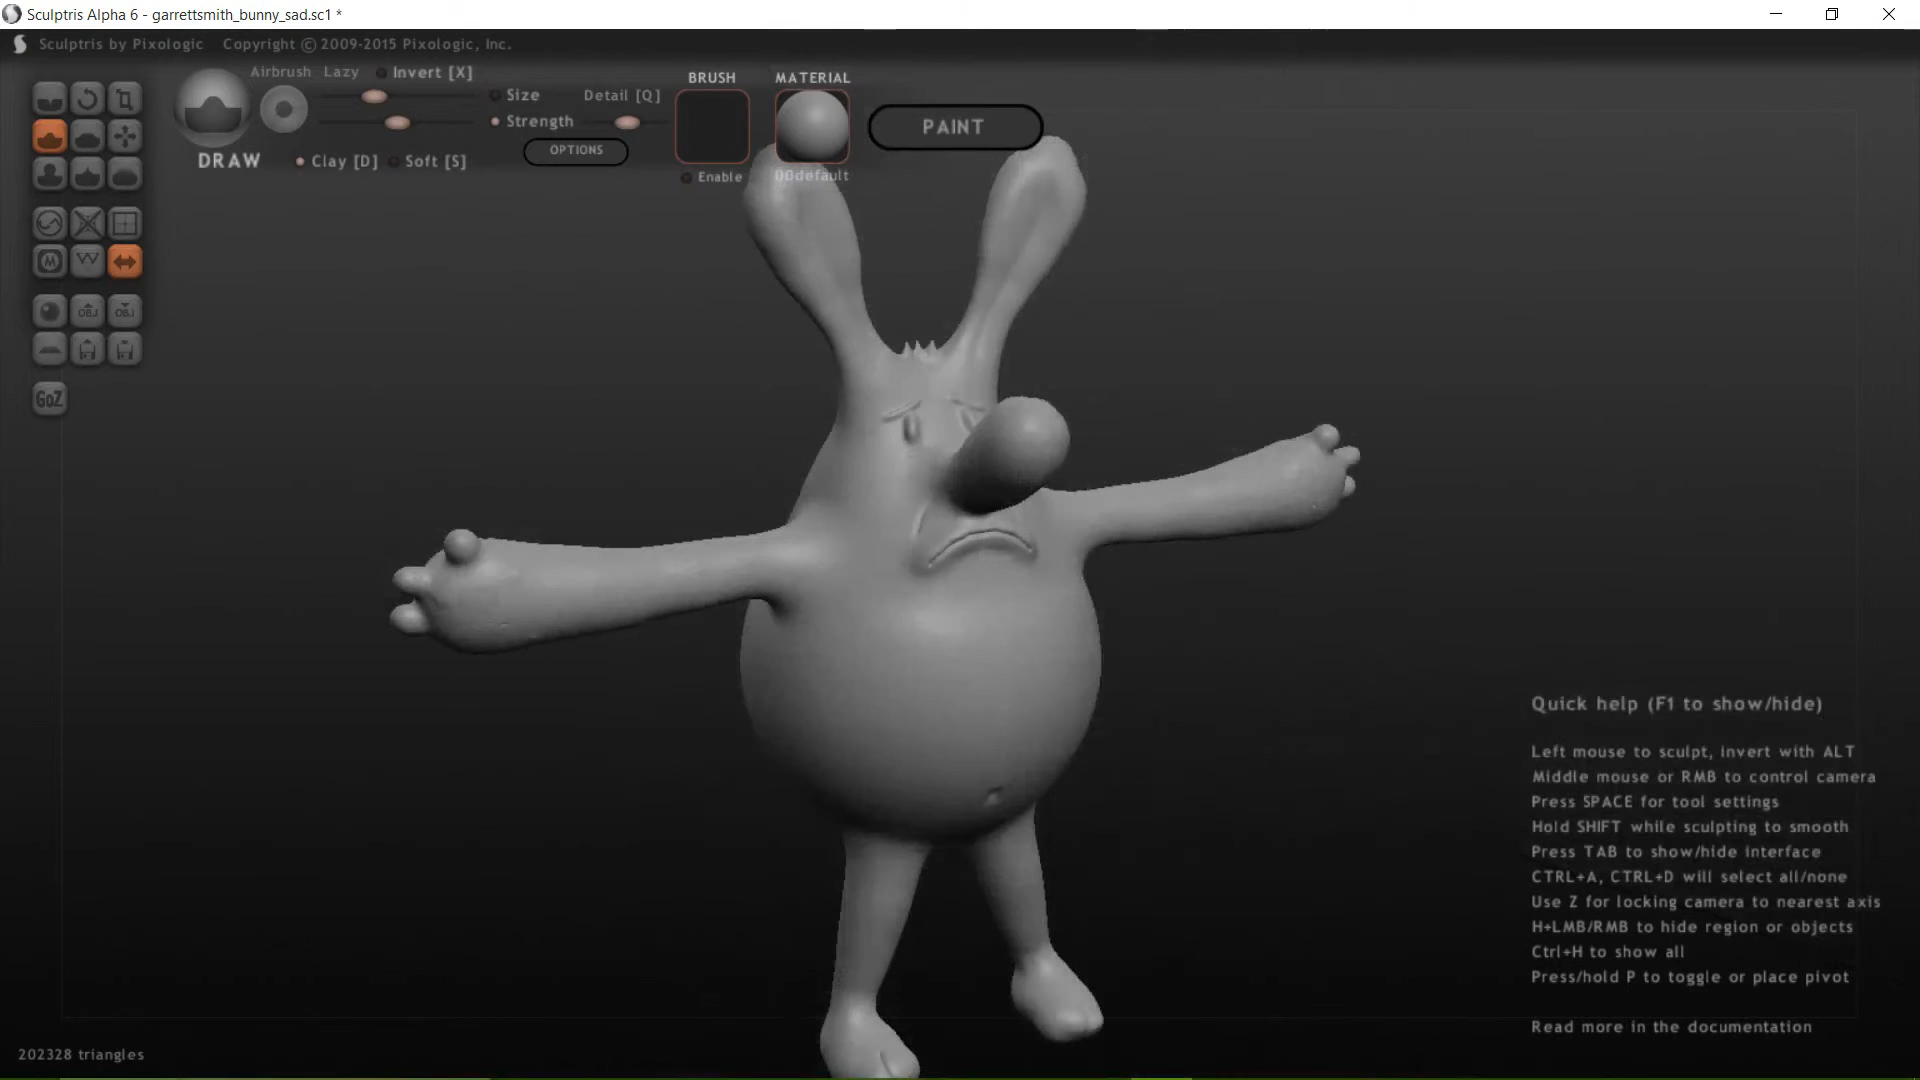 Sculptris Alpha 6 - garrettsmith_bunny_sad.sc1 *
Sculptris by Pixologic Copyright © 2009-2015 Pixologic, Inc.
Airbrush Lazy Invert [X]
Size Detail [Q]
Strength
DRAW Clay [D] Soft [S]
OPTIONS
BRUSH
Enable
MATERIAL
00default
PAINT
M
OBJ OBJ
GoZ
Quick help (F1 to show/hide)
Left mouse to sculpt, invert with ALT
Middle mouse or RMB to control camera
Press SPACE for tool settings
Hold SHIFT while sculpting to smooth
Press TAB to show/hide interface
CTRL+A, CTRL+D will select all/none
Use Z for locking camera to nearest axis
H+LMB/RMB to hide region or objects
Ctrl+H to show all
Press/hold P to toggle or place pivot
Read more in the documentation
202328 triangles